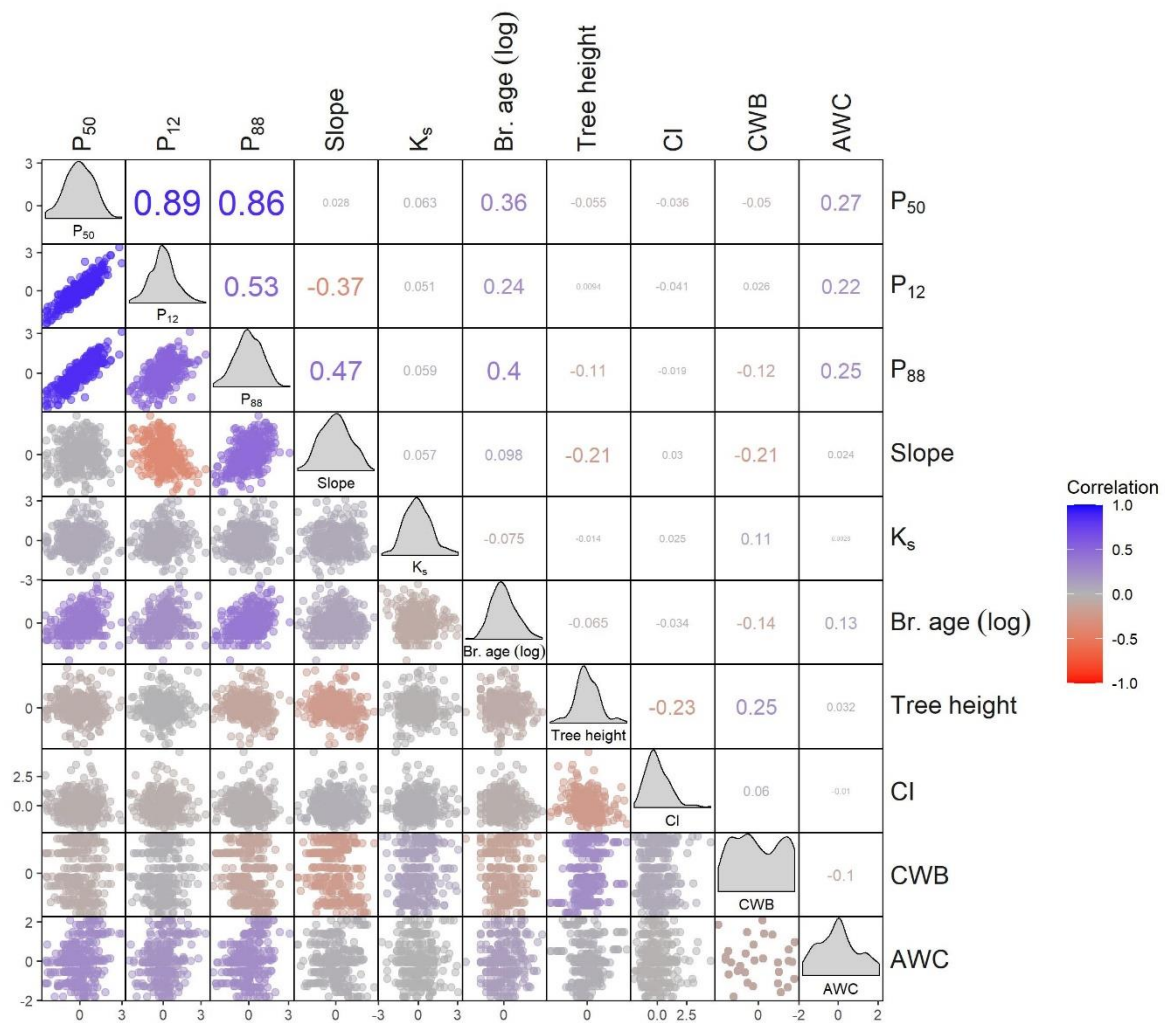 P50 P12 P88 Slope Ks Br. age (log) Tree height CI CWB AWC
3
0
P50
0.89 0.86 0.028 0.063 0.36 -0.055 -0.036 -0.05 0.27 P50
3
0
P12
0.53 -0.37 0.051 0.24 0.0094 -0.041 0.026 0.22 P12
3
0
P88
0.47 0.059 0.4 -0.11 -0.019 -0.12 0.25 P88
0
Slope
0.057 0.098 -0.21 0.03 -0.21 0.024 Slope
3
0
-3
Ks
-0.075 -0.014 0.025 0.11 Ks
0
Br. age (log)
-0.065 -0.034 -0.14 0.13 Br. age (log)
0
Tree height
-0.23 0.25 0.032 Tree height
2.5
0.0
CI
0.06 -0.01 CI
0
CWB
-0.1 CWB
2
0
-2
AWC
AWC
0 3 0 3 0 3 0 -3 0 3 0 0 0.0 2.5 0 -2 0 2
Correlation
1.0
0.5
0.0
-0.5
-1.0